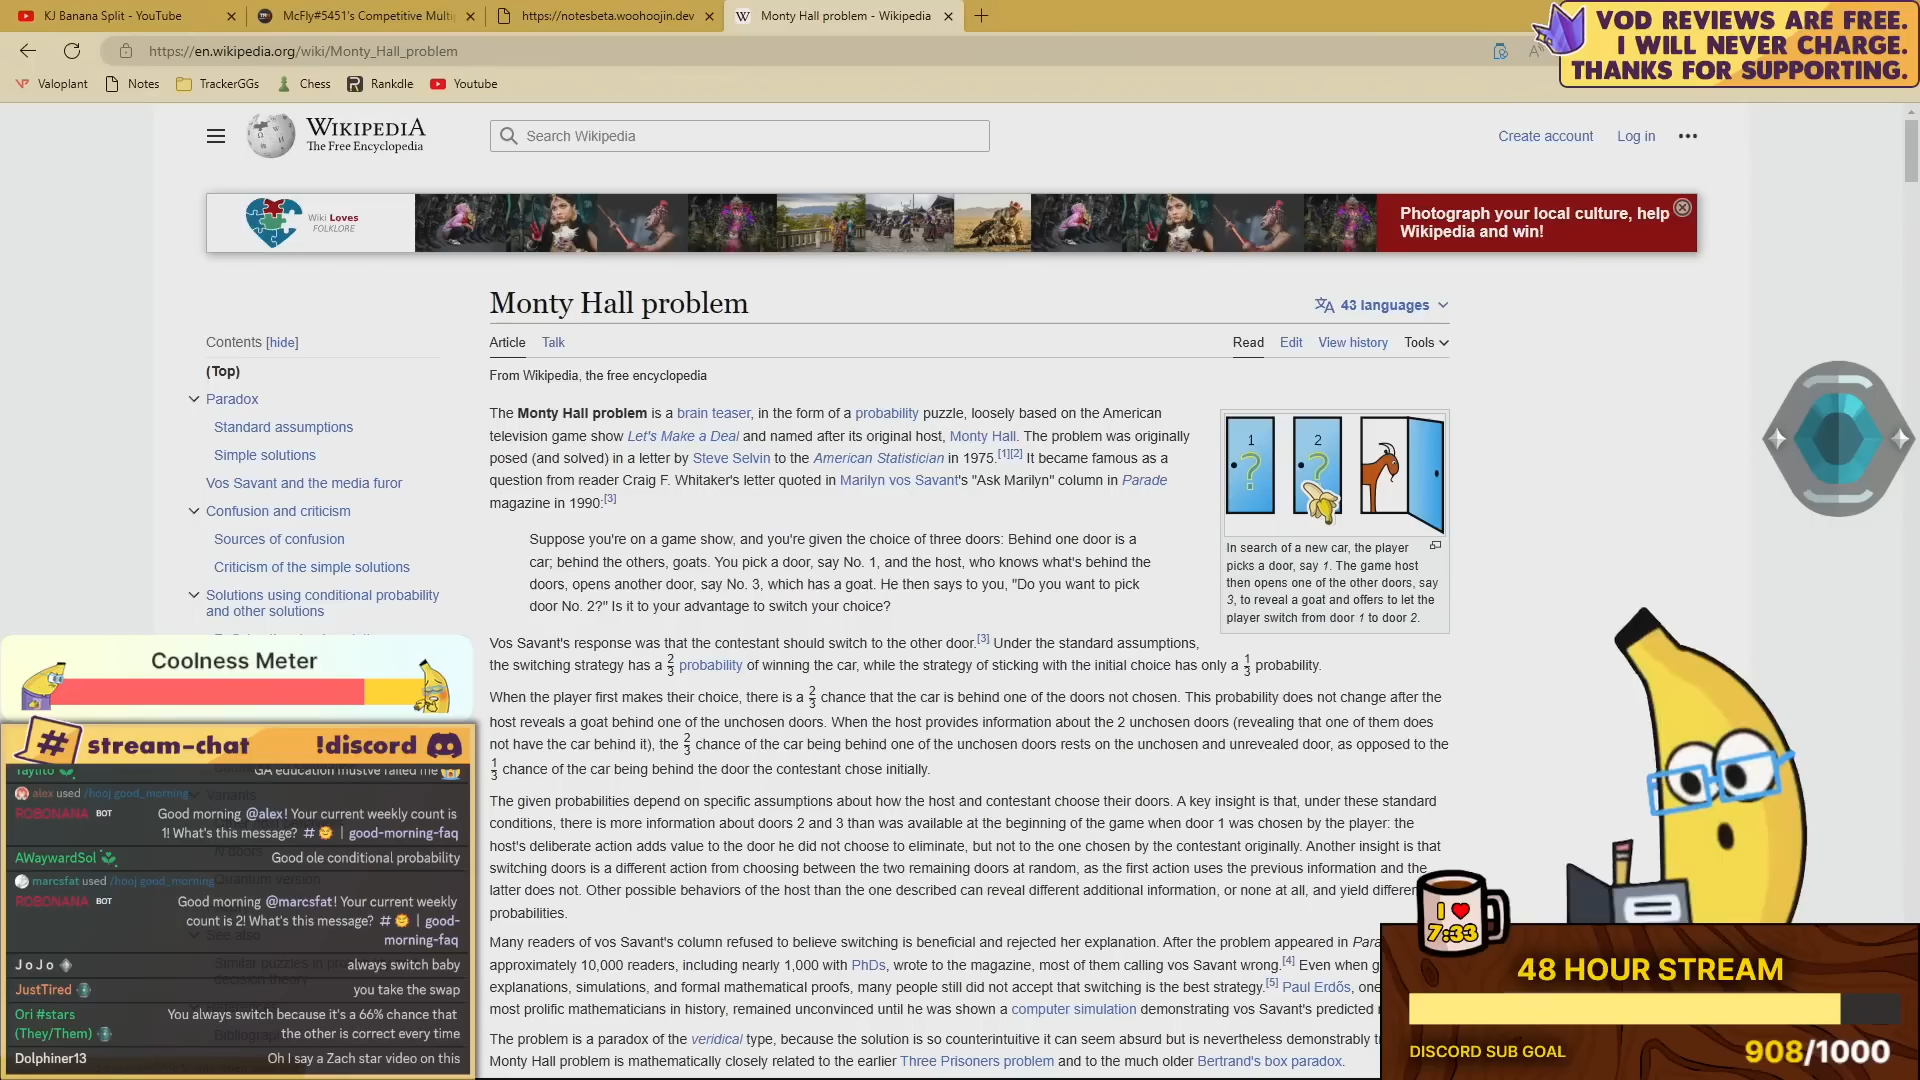 KJ Banana Split - YouTube
McFly#5451's Competitive Multi
https://notesbeta.woohoojin.dev
Monty Hall problem - Wikipedia
https://en.wikipedia.org/wiki/Monty_Hall_problem
Valoplant
Notes
TrackerGGs
Chess
Rankdle
Youtube
VOD REVIEWS ARE FREE.
I WILL NEVER CHARGE.
THANKS FOR SUPPORTING.
WIKIPEDIA
The Free Encyclopedia
Search Wikipedia
Create account
Log in
Wiki Loves
FOLKLORE
Photograph your local culture, help
Wikipedia and win!
Monty Hall problem
43 languages
Contents [hide]
(Top)
Paradox
Standard assumptions
Simple solutions
Vos Savant and the media furor
Confusion and criticism
Sources of confusion
Criticism of the simple solutions
Solutions using conditional probability
and other solutions
Article
Talk
Read
Edit
View history
Tools
From Wikipedia, the free encyclopedia
The Monty Hall problem is a brain teaser, in the form of a probability puzzle, loosely based on the American
television game show Let's Make a Deal and named after its original host, Monty Hall. The problem was originally
posed (and solved) in a letter by Steve Selvin to the American Statistician in 1975.[1][2] It became famous as a
question from reader Craig F. Whitaker's letter quoted in Marilyn vos Savant's "Ask Marilyn" column in Parade
magazine in 1990:[3]
Suppose you're on a game show, and you're given the choice of three doors: Behind one door is a
car; behind the others, goats. You pick a door, say No. 1, and the host, who knows what's behind the
doors, opens another door, say No. 3, which has a goat. He then says to you, "Do you want to pick
door No. 2?" Is it to your advantage to switch your choice?
1
2
?
?
In search of a new car, the player
picks a door, say 1. The game host
then opens one of the other doors, say
3, to reveal a goat and offers to let the
player switch from door 1 to door 2.
Vos Savant's response was that the contestant should switch to the other door.[3] Under the standard assumptions,
the switching strategy has a 2/3 probability of winning the car, while the strategy of sticking with the initial choice has only a 1/3 probability.
When the player first makes their choice, there is a 2/3 chance that the car is behind one of the doors not chosen. This probability does not change after the
host reveals a goat behind one of the unchosen doors. When the host provides information about the 2 unchosen doors (revealing that one of them does
not have the car behind it), the 2/3 chance of the car being behind one of the unchosen doors rests on the unchosen and unrevealed door, as opposed to the
1/3 chance of the car being behind the door the contestant chose initially.
The given probabilities depend on specific assumptions about how the host and contestant choose their doors. A key insight is that, under these standard
conditions, there is more information about doors 2 and 3 than was available at the beginning of the game when door 1 was chosen by the player: the
host's deliberate action adds value to the door he did not choose to eliminate, but not to the one chosen by the contestant originally. Another insight is that
switching doors is a different action from choosing between the two remaining doors at random, as the first action uses the previous information and the
latter does not. Other possible behaviors of the host than the one described can reveal different additional information, or none at all, and yield differen
probabilities.
Many readers of vos Savant's column refused to believe switching is beneficial and rejected her explanation. After the problem appeared in Para
approximately 10,000 readers, including nearly 1,000 with PhDs, wrote to the magazine, most of them calling vos Savant wrong.[4] Even when g
explanations, simulations, and formal mathematical proofs, many people still did not accept that switching is the best strategy.[5] Paul Erdős, one
most prolific mathematicians in history, remained unconvinced until he was shown a computer simulation demonstrating vos Savant's predicted
The problem is a paradox of the veridical type, because the solution is so counterintuitive it can seem absurd but is nevertheless demonstrably t
Monty Hall problem is mathematically closely related to the earlier Three Prisoners problem and to the much older Bertrand's box paradox.
Coolness Meter
# stream-chat
!discord
Taylito
GA education mustve failed me
alex used /hooj good_morning
ROBONANA BOT
Good morning @alex! Your current weekly count is
1! What's this message? # | good-morning-faq
AWaywardSol
Good ole conditional probability
marcsfat used /hooj good_morning
ROBONANA BOT
Good morning @marcsfat! Your current weekly
count is 2! What's this message? # | good-
morning-faq
J o J o
always switch baby
JustTired
you take the swap
Ori #stars
(They/Them)
You always switch because it's a 66% chance that
the other is correct every time
Dolphiner13
Oh I say a Zach star video on this
Variants
Quantum version
See also
I
7:33
48 HOUR STREAM
DISCORD SUB GOAL
908/1000